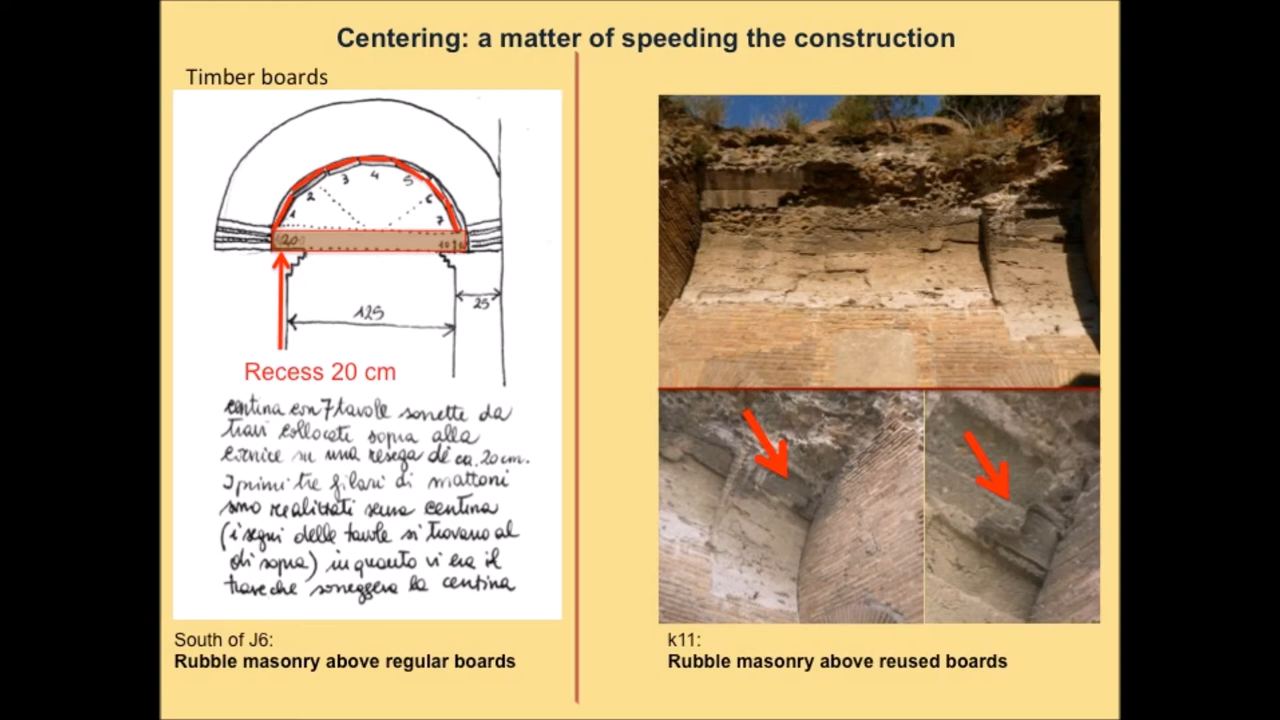 Centering: a matter of speeding the construction
Timber boards
1 2 3 4 5 6 7
20
125
25
Recess 20 cm
centina con 7 tavole sorrette da
travi collocate sopra alla
cornice su una resega di ca. 20 cm.
I primi tre filari di mattoni
sono realizzati senza centina
(i segni delle tavole si trovano al
di sopra) in quanto vi era il
trave che sorreggeva la centina
South of J6:
Rubble masonry above regular boards
k11:
Rubble masonry above reused boards